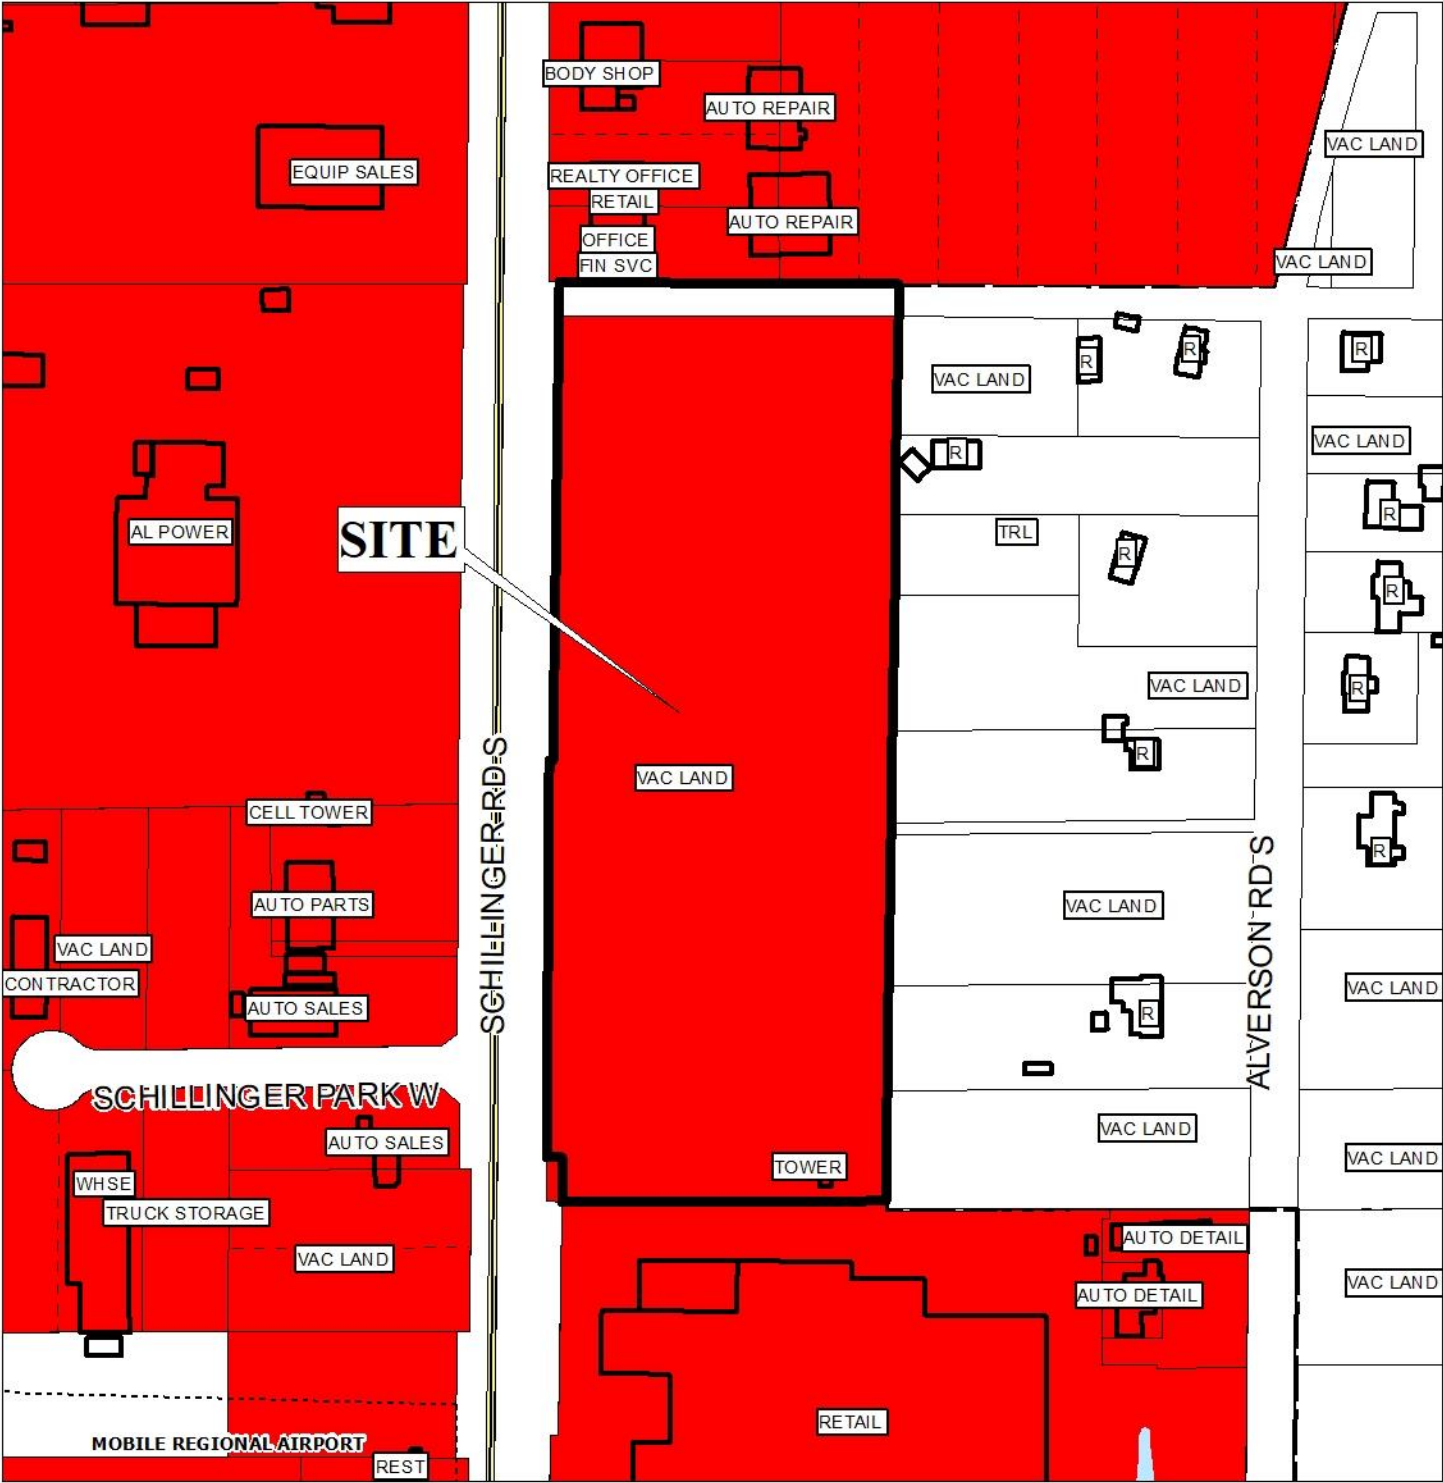 BODY SHOP
AUTO REPAIR
VAC LAND
EQUIP SALES
REALTY OFFICE
RETAIL
AUTO REPAIR
OFFICE
FIN SVC
VAC LAND
R
R
R
VAC LAND
VAC LAND
R
R
AL POWER
SITE
TRL
R
R
VAC LAND
R
R
VAC LAND
CELL TOWER
SCHILLINGER RD S
R
AUTO PARTS
VAC LAND
ALVERSON RD S
VAC LAND
CONTRACTOR
VAC LAND
AUTO SALES
R
SCHILLINGER PARK W
AUTO SALES
VAC LAND
VAC LAND
TOWER
WHSE
TRUCK STORAGE
AUTO DETAIL
VAC LAND
VAC LAND
AUTO DETAIL
RETAIL
MOBILE REGIONAL AIRPORT
REST